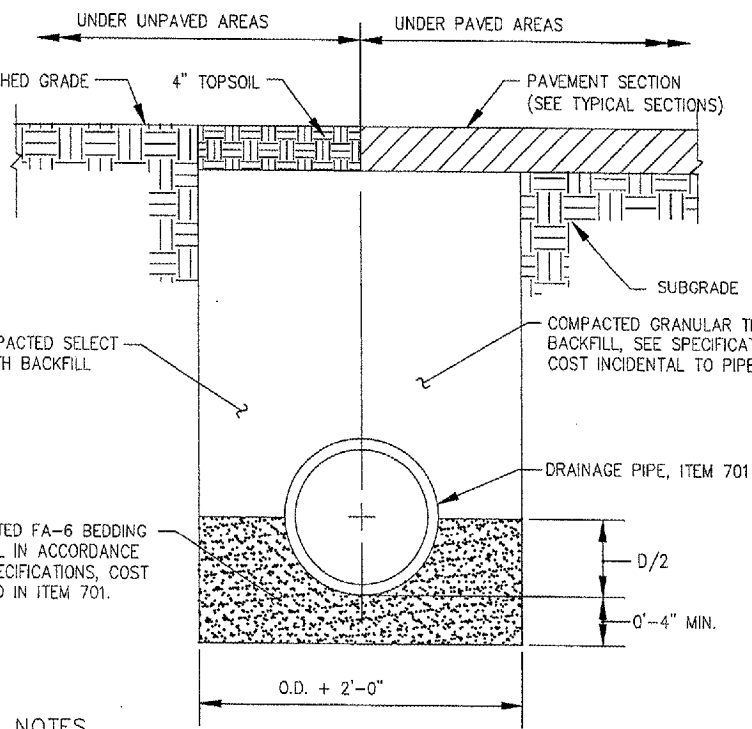 UNDER UNPAVED AREAS
UNDER PAVED AREAS
HED GRADE
4" TOPSOIL
PAVEMENT SECTION
(SEE TYPICAL SECTIONS)
SUBGRADE
PACTED SELECT
TH BACKFILL
COMPACTED GRANULAR T
BACKFILL, SEE SPECIFICAT
COST INCIDENTAL TO PIPE
DRAINAGE PIPE, ITEM 701
TED FA-6 BEDDING
L IN ACCORDANCE
ECIFICATIONS, COST
D IN ITEM 701.
D/2
0'-4" MIN.
O.D. + 2'-0"
NOTES